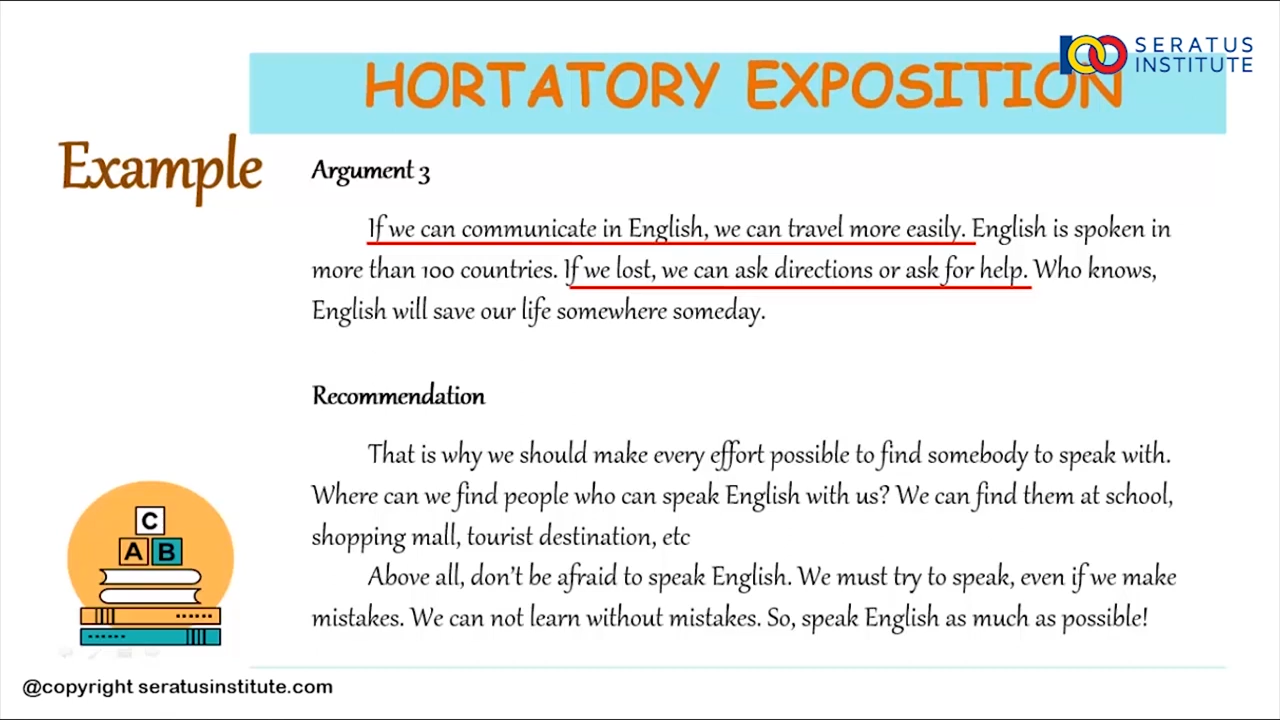 SERATUS
INSTITUTE
HORTATORY EXPOSITION
Example
Argument 3
If we can communicate in English, we can travel more easily. English is spoken in
more than 100 countries. If we lost, we can ask directions or ask for help. Who knows,
English will save our life somewhere someday.
Recommendation
That is why we should make every effort possible to find somebody to speak with.
Where can we find people who can speak English with us? We can find them at school,
shopping mall, tourist destination, etc
Above all, don't be afraid to speak English. We must try to speak, even if we make
mistakes. We can not learn without mistakes. So, speak English as much as possible!
C
A B
@copyright seratusinstitute.com